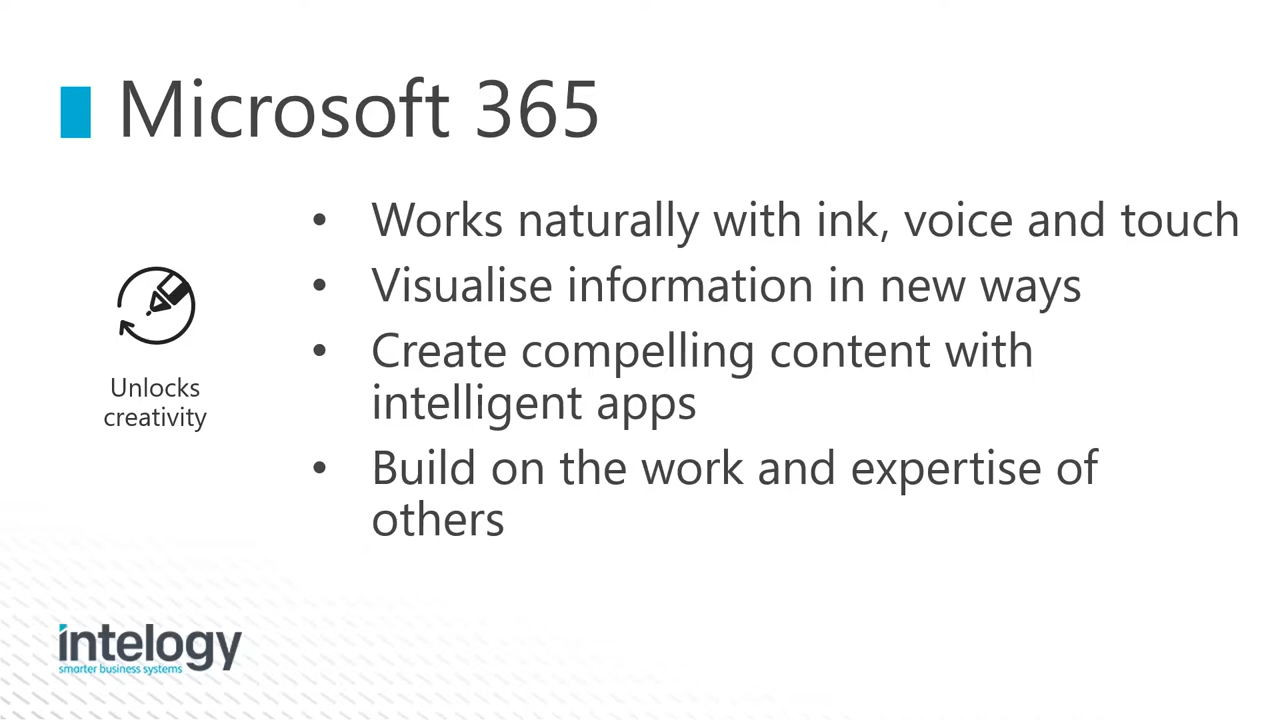 Microsoft 365
• Works naturally with ink, voice and touch
• Visualise information in new ways
• Create compelling content with
intelligent apps
• Build on the work and expertise of
others
Unlocks
creativity
intelogy
smarter business systems